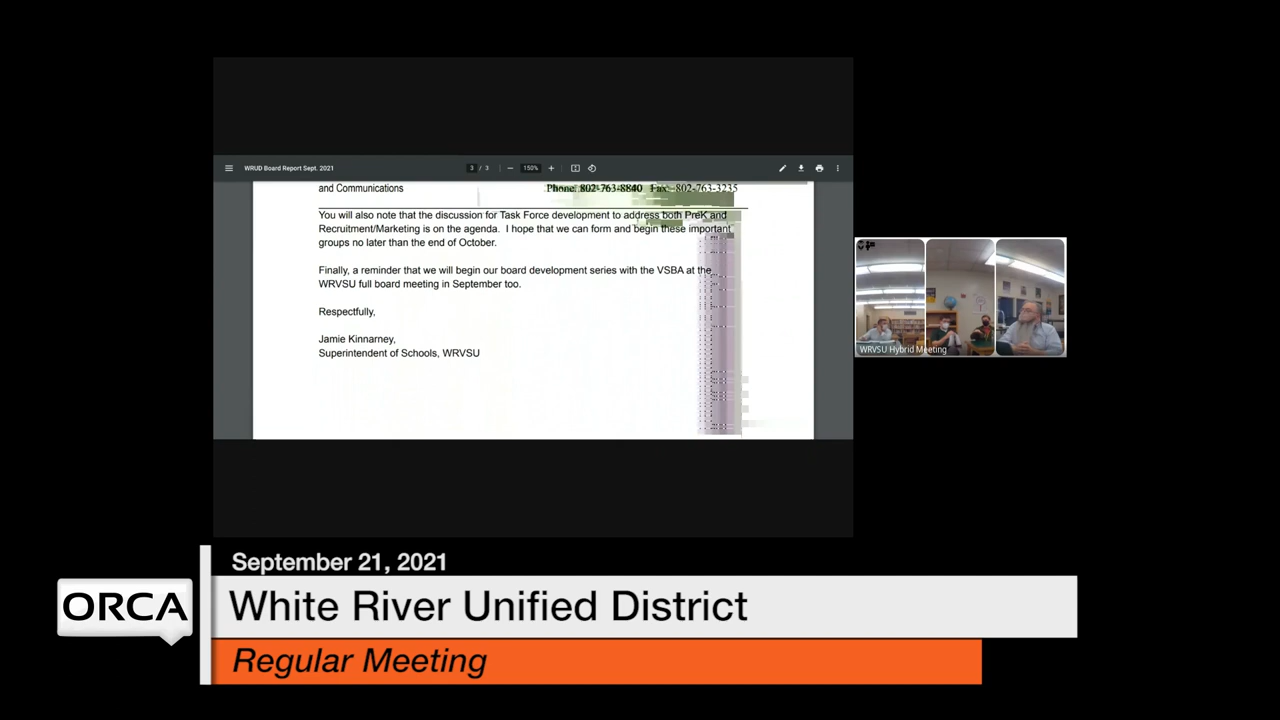 WRUD Board Report Sept. 2021
3 / 3
150%
and Communications
Phone: 802-763-8840 Fax: 802-763-3235
You will also note that the discussion for Task Force development to address both PreK and
Recruitment/Marketing is on the agenda. I hope that we can form and begin these important
groups no later than the end of October.
Finally, a reminder that we will begin our board development series with the VSBA at the
WRVSU full board meeting in September too.
Respectfully,
Jamie Kinnarney,
Superintendent of Schools, WRVSU
WRVSU Hybrid Meeting
September 21, 2021
ORCA
White River Unified District
Regular Meeting